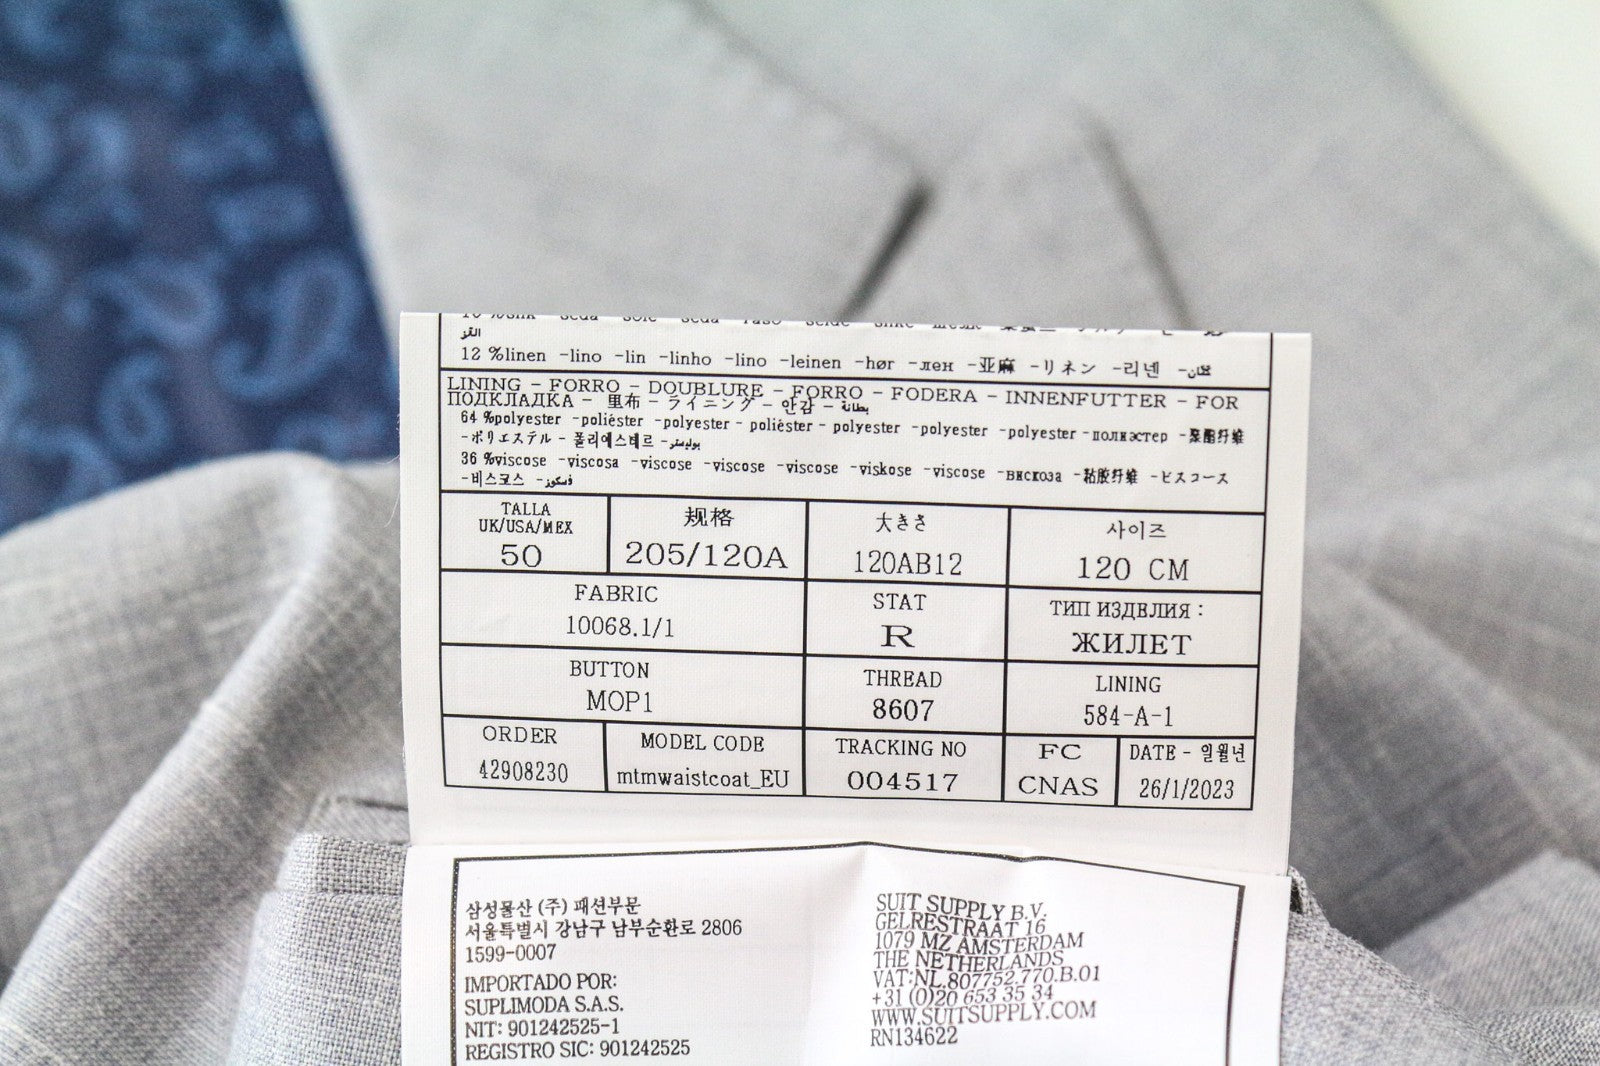 القز
12 %linen -lino -lin -linho -lino -leinen -hør -лен -亚麻 -リネン -리넨 -كتان
LINING - FORRO - DOUBLURE - FORRO - FODERA - INNENFUTTER - FOR
ПОДКЛАДКА - 里布 - ライニング - 안감 - بطانة
64 %polyester -poliéster -polyester - poliéster - polyester -polyester -polyester -полиэстер -聚酯纤维
-ポリエステル - 폴리에스테르 -بوليستر
36 %viscose -viscosa -viscose -viscose -viscose -viskose -viscose -вискоза -粘胶纤维 -ビスコース
-비스코스 -فسكوز
TALLA
UK/USA/MEX
50
规格
205/120A
大きさ
120AB12
사이즈
120 CM
FABRIC
10068.1/1
STAT
R
ТИП ИЗДЕЛИЯ :
ЖИЛЕТ
BUTTON
MOP1
THREAD
8607
LINING
584-A-1
ORDER
42908230
MODEL CODE
mtmwaistcoat_EU
TRACKING NO
004517
FC
CNAS
DATE - 일월년
26/1/2023
삼성물산 (주) 패션부문
서울특별시 강남구 남부순환로 2806
1599-0007
IMPORTADO POR:
SUPLIMODA S.A.S.
NIT: 901242525-1
REGISTRO SIC: 901242525
SUIT SUPPLY B.V.
GELRESTRAAT 16
1079 MZ AMSTERDAM
THE NETHERLANDS
VAT:NL.807752.770.B.01
+31 (0)20 653 35 34
WWW.SUITSUPPLY.COM
RN134622